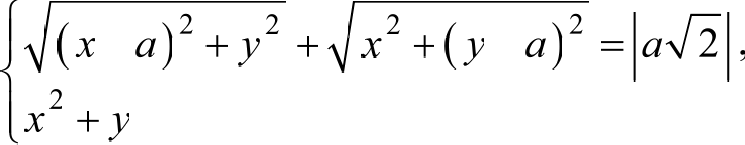 √((x a)² + y²) + √(x² + (y a)²) = |a√2|,
x² + y